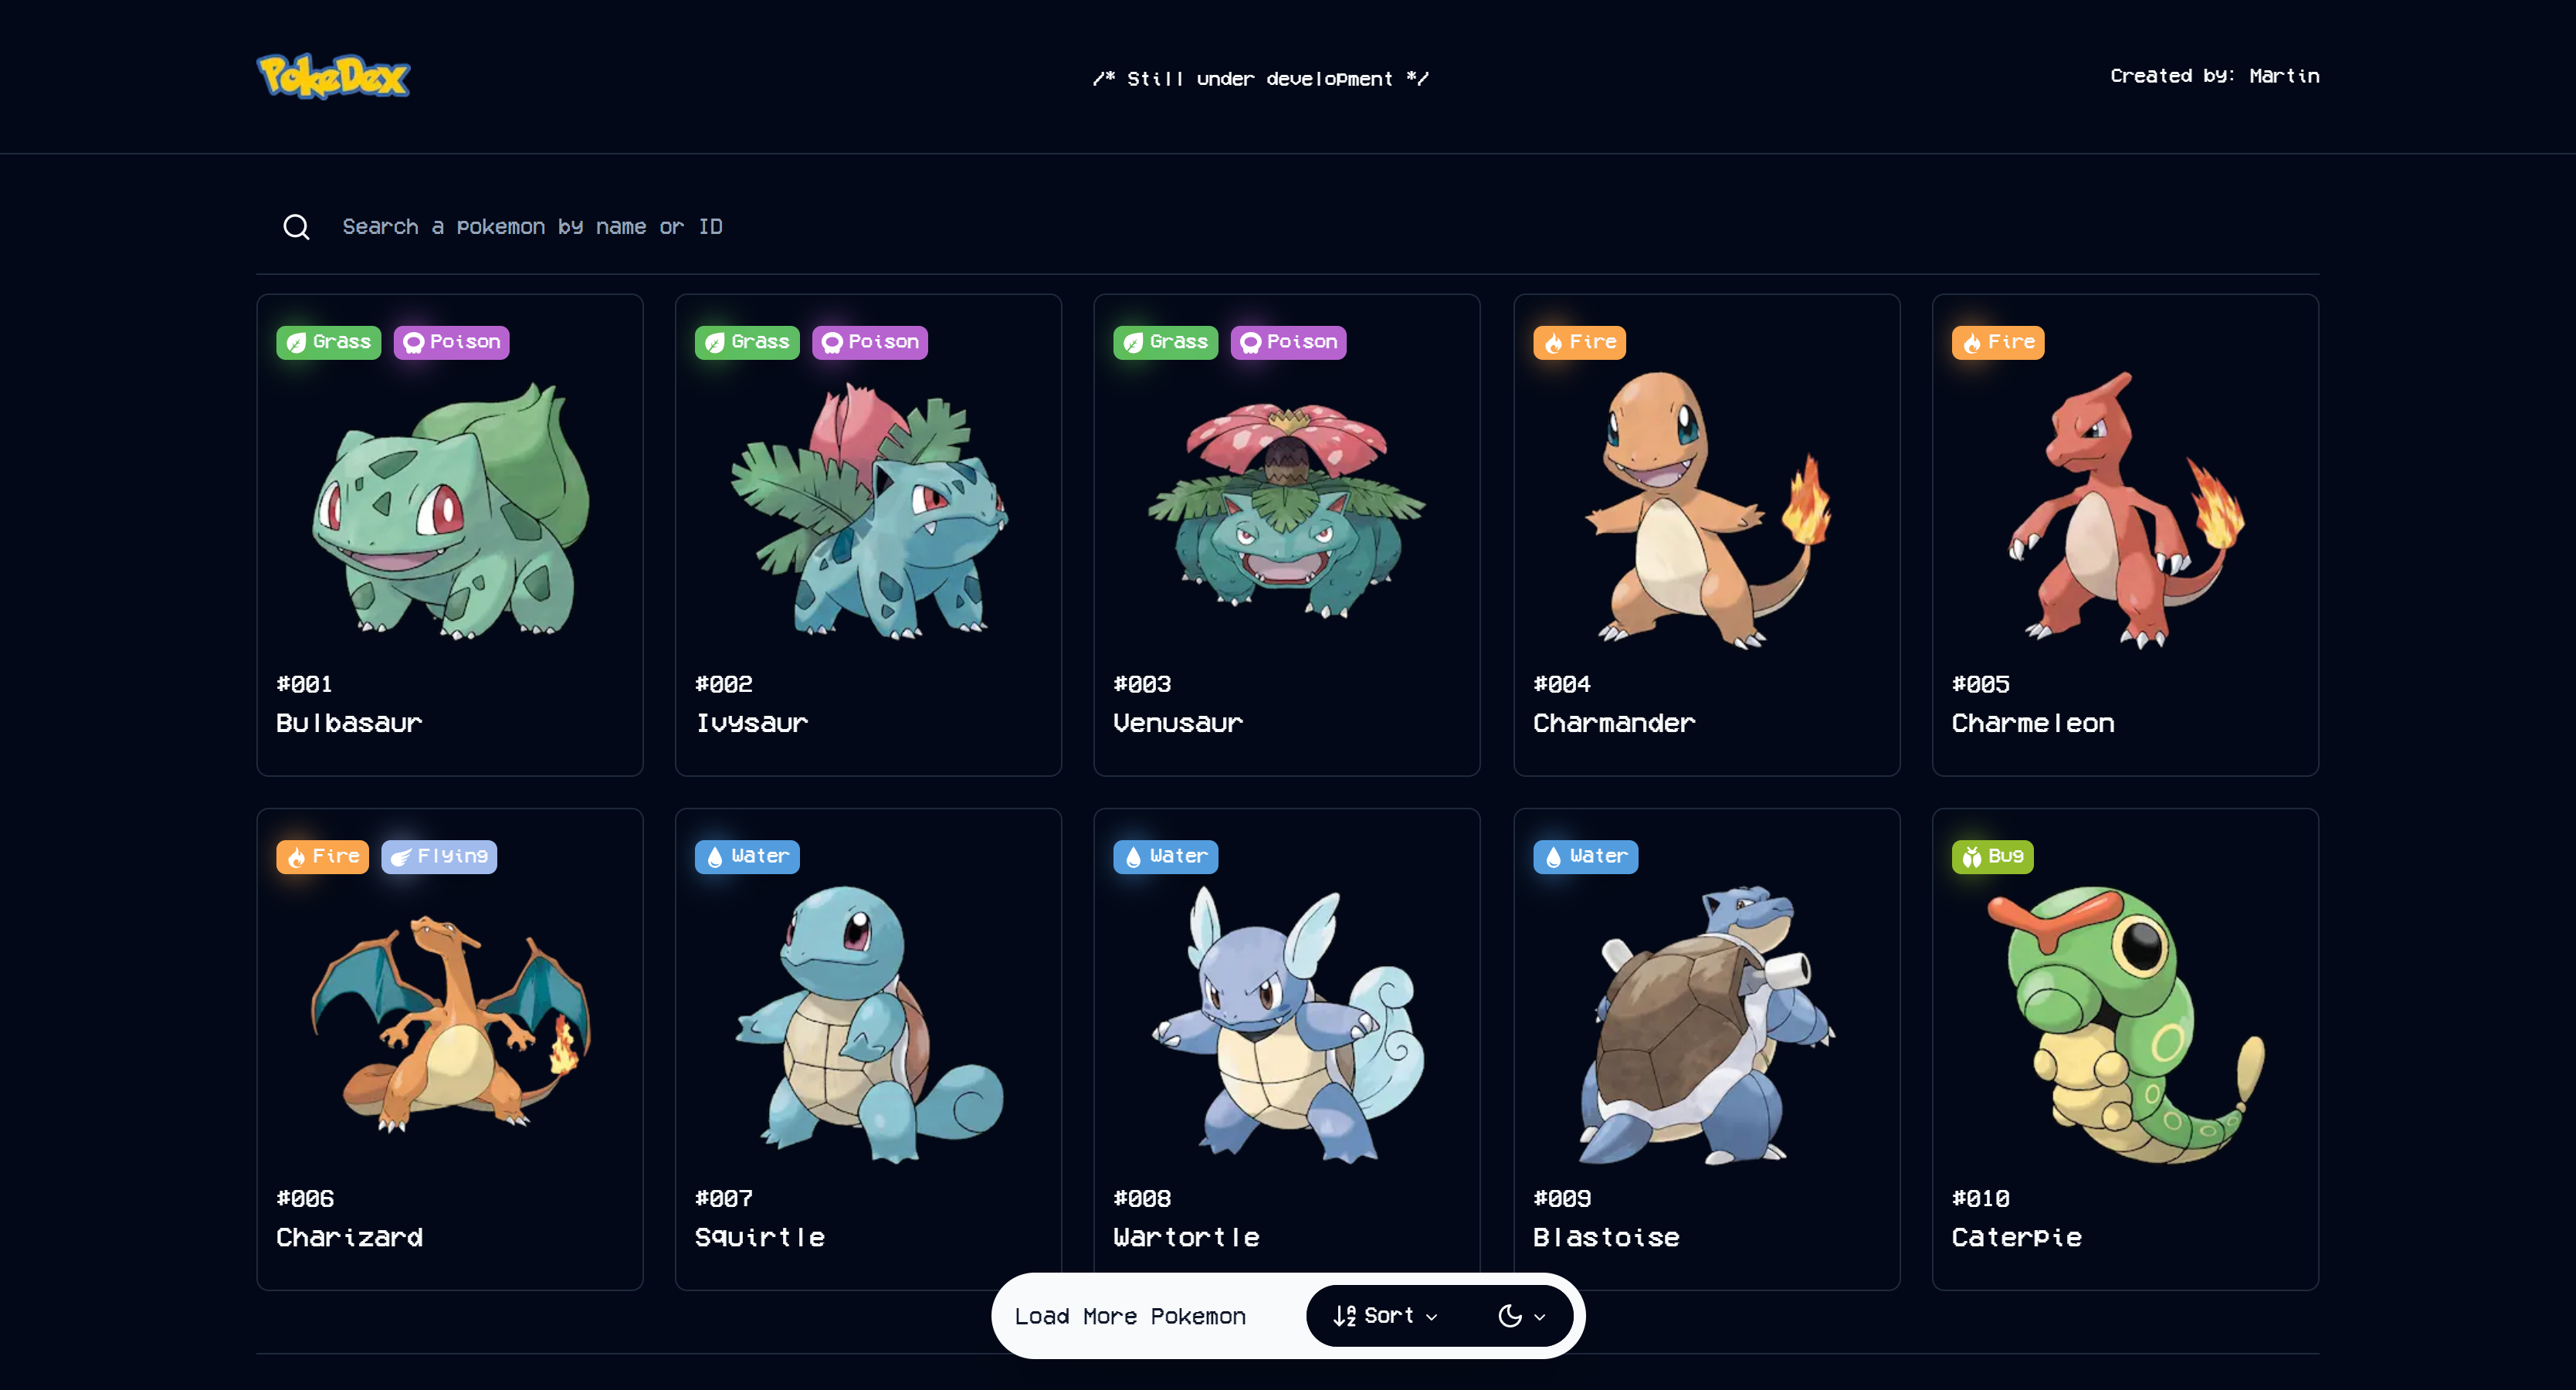 PokeDex
/* Still under development */
Created by: Martin
Search a pokemon by name or ID
Grass Poison
#001
Bulbasaur
Grass Poison
#002
Ivysaur
Grass Poison
#003
Venusaur
Fire
#004
Charmander
Fire
#005
Charmeleon
Fire Flying
#006
Charizard
Water
#007
Squirtle
Water
#008
Wartortle
Water
#009
Blastoise
Bug
#010
Caterpie
Load More Pokemon
Sort